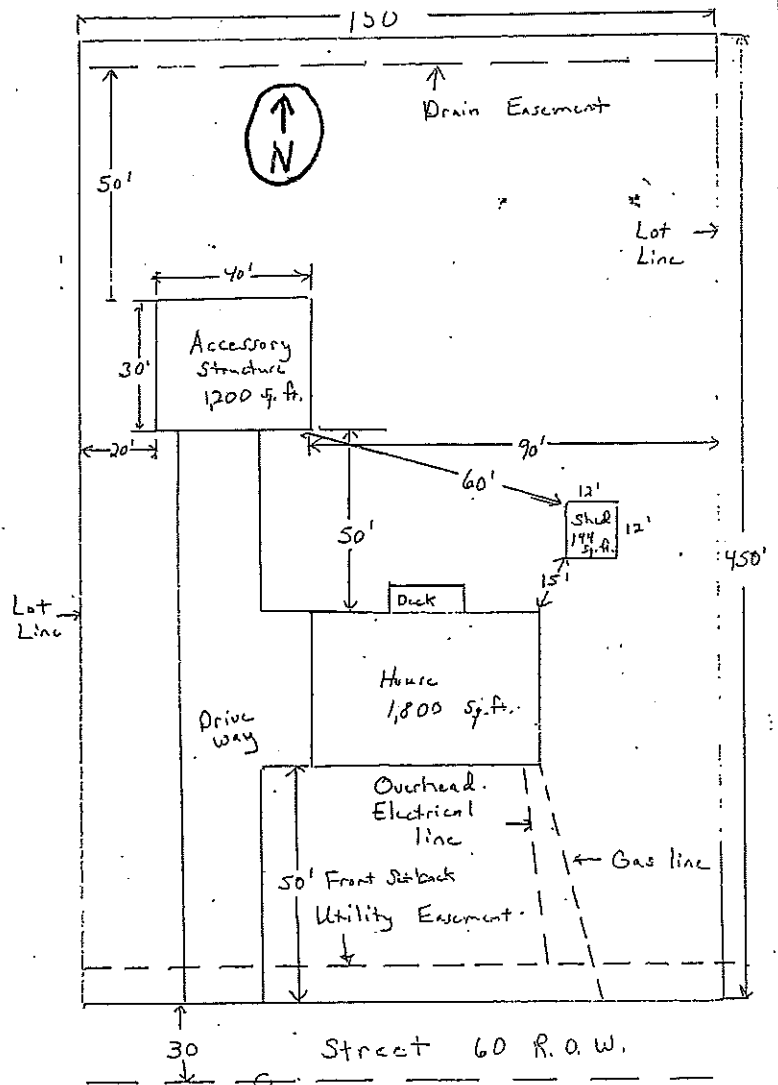 150
Drain Easement
N
50'
Lot
Line
40'
Accessory
Structure
1,200 sq. ft.
30'
20'
90'
60'
12'
Shed
144
sq. ft.
12'
50'
450'
15'
Deck
Lot
Line
House
1,800 sq. ft.
Drive
way
Overhead
Electrical
line
Gas line
50' Front Setback
Utility Easement
30
Street 60 R.O.W.